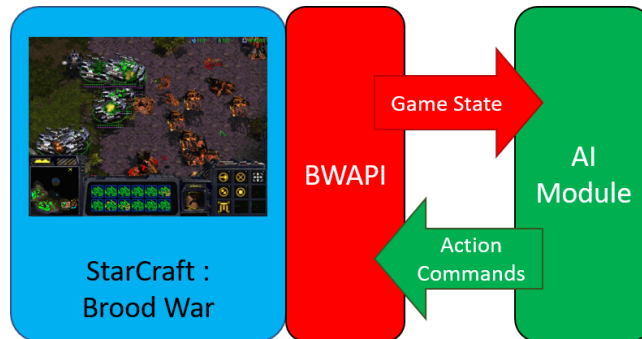 Game State
BWAPI
AI
Module
Action
Commands
StarCraft :
Brood War